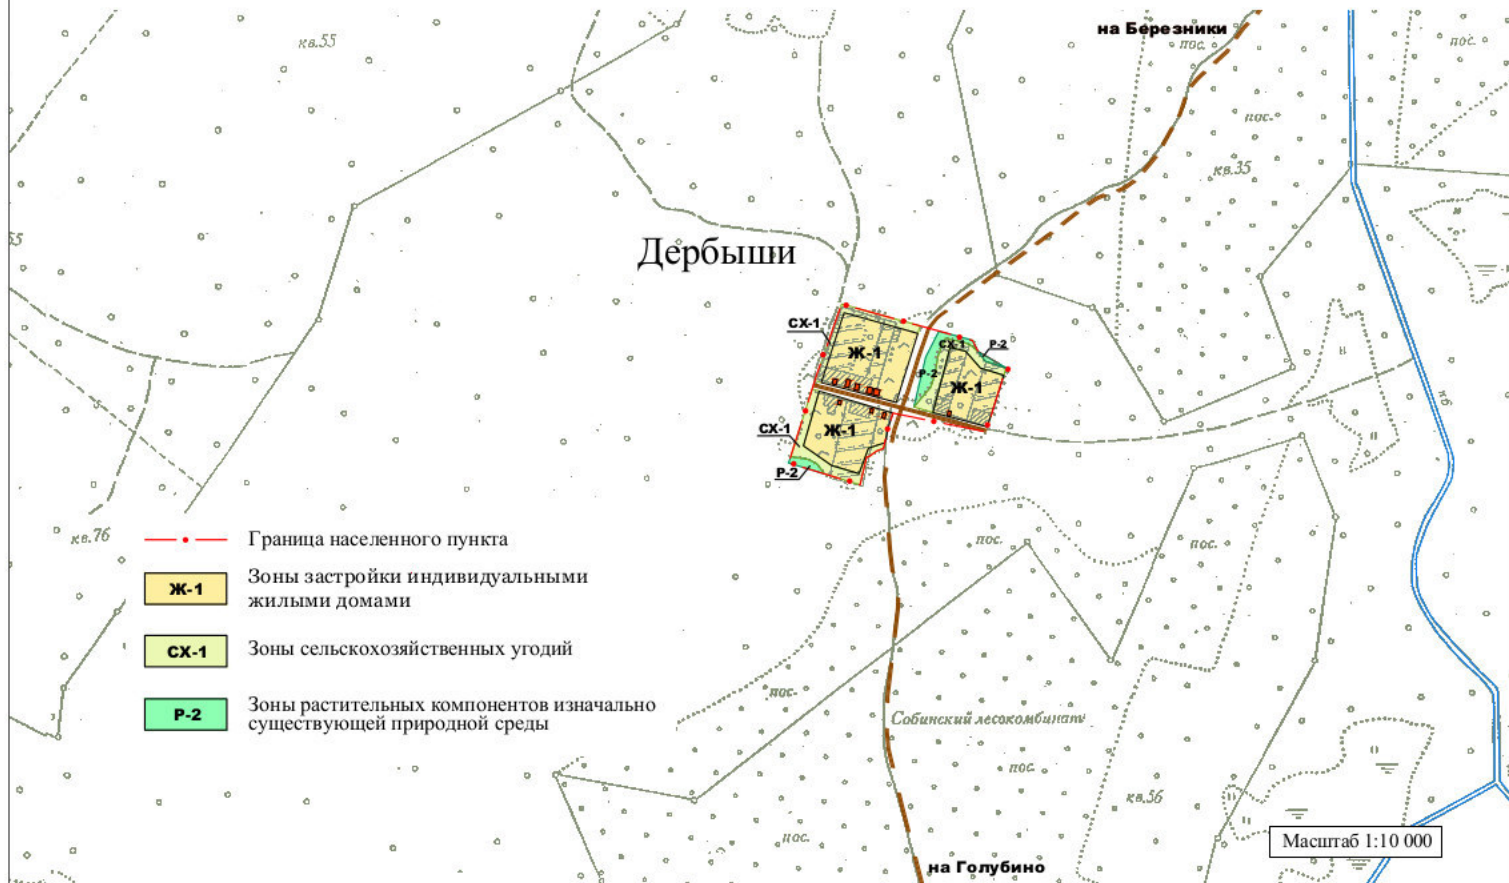 на Березники
пос.
пос.
кв.55
пос.
кв.35
55
Дербыши
СХ-1
Ж-1
СХ-1
Р-2
Р-2
Ж-1
СХ-1
Ж-1
Р-2
кв.76
Граница населенного пункта
Ж-1
Зоны застройки индивидуальными
жилыми домами
СХ-1
Зоны сельскохозяйственных угодий
Р-2
Зоны растительных компонентов изначально
существующей природной среды
пос.
пос.
пос.
Собинский лесокомбинат
пос.
кв.56
пос.
Масштаб 1:10 000
на Голубино